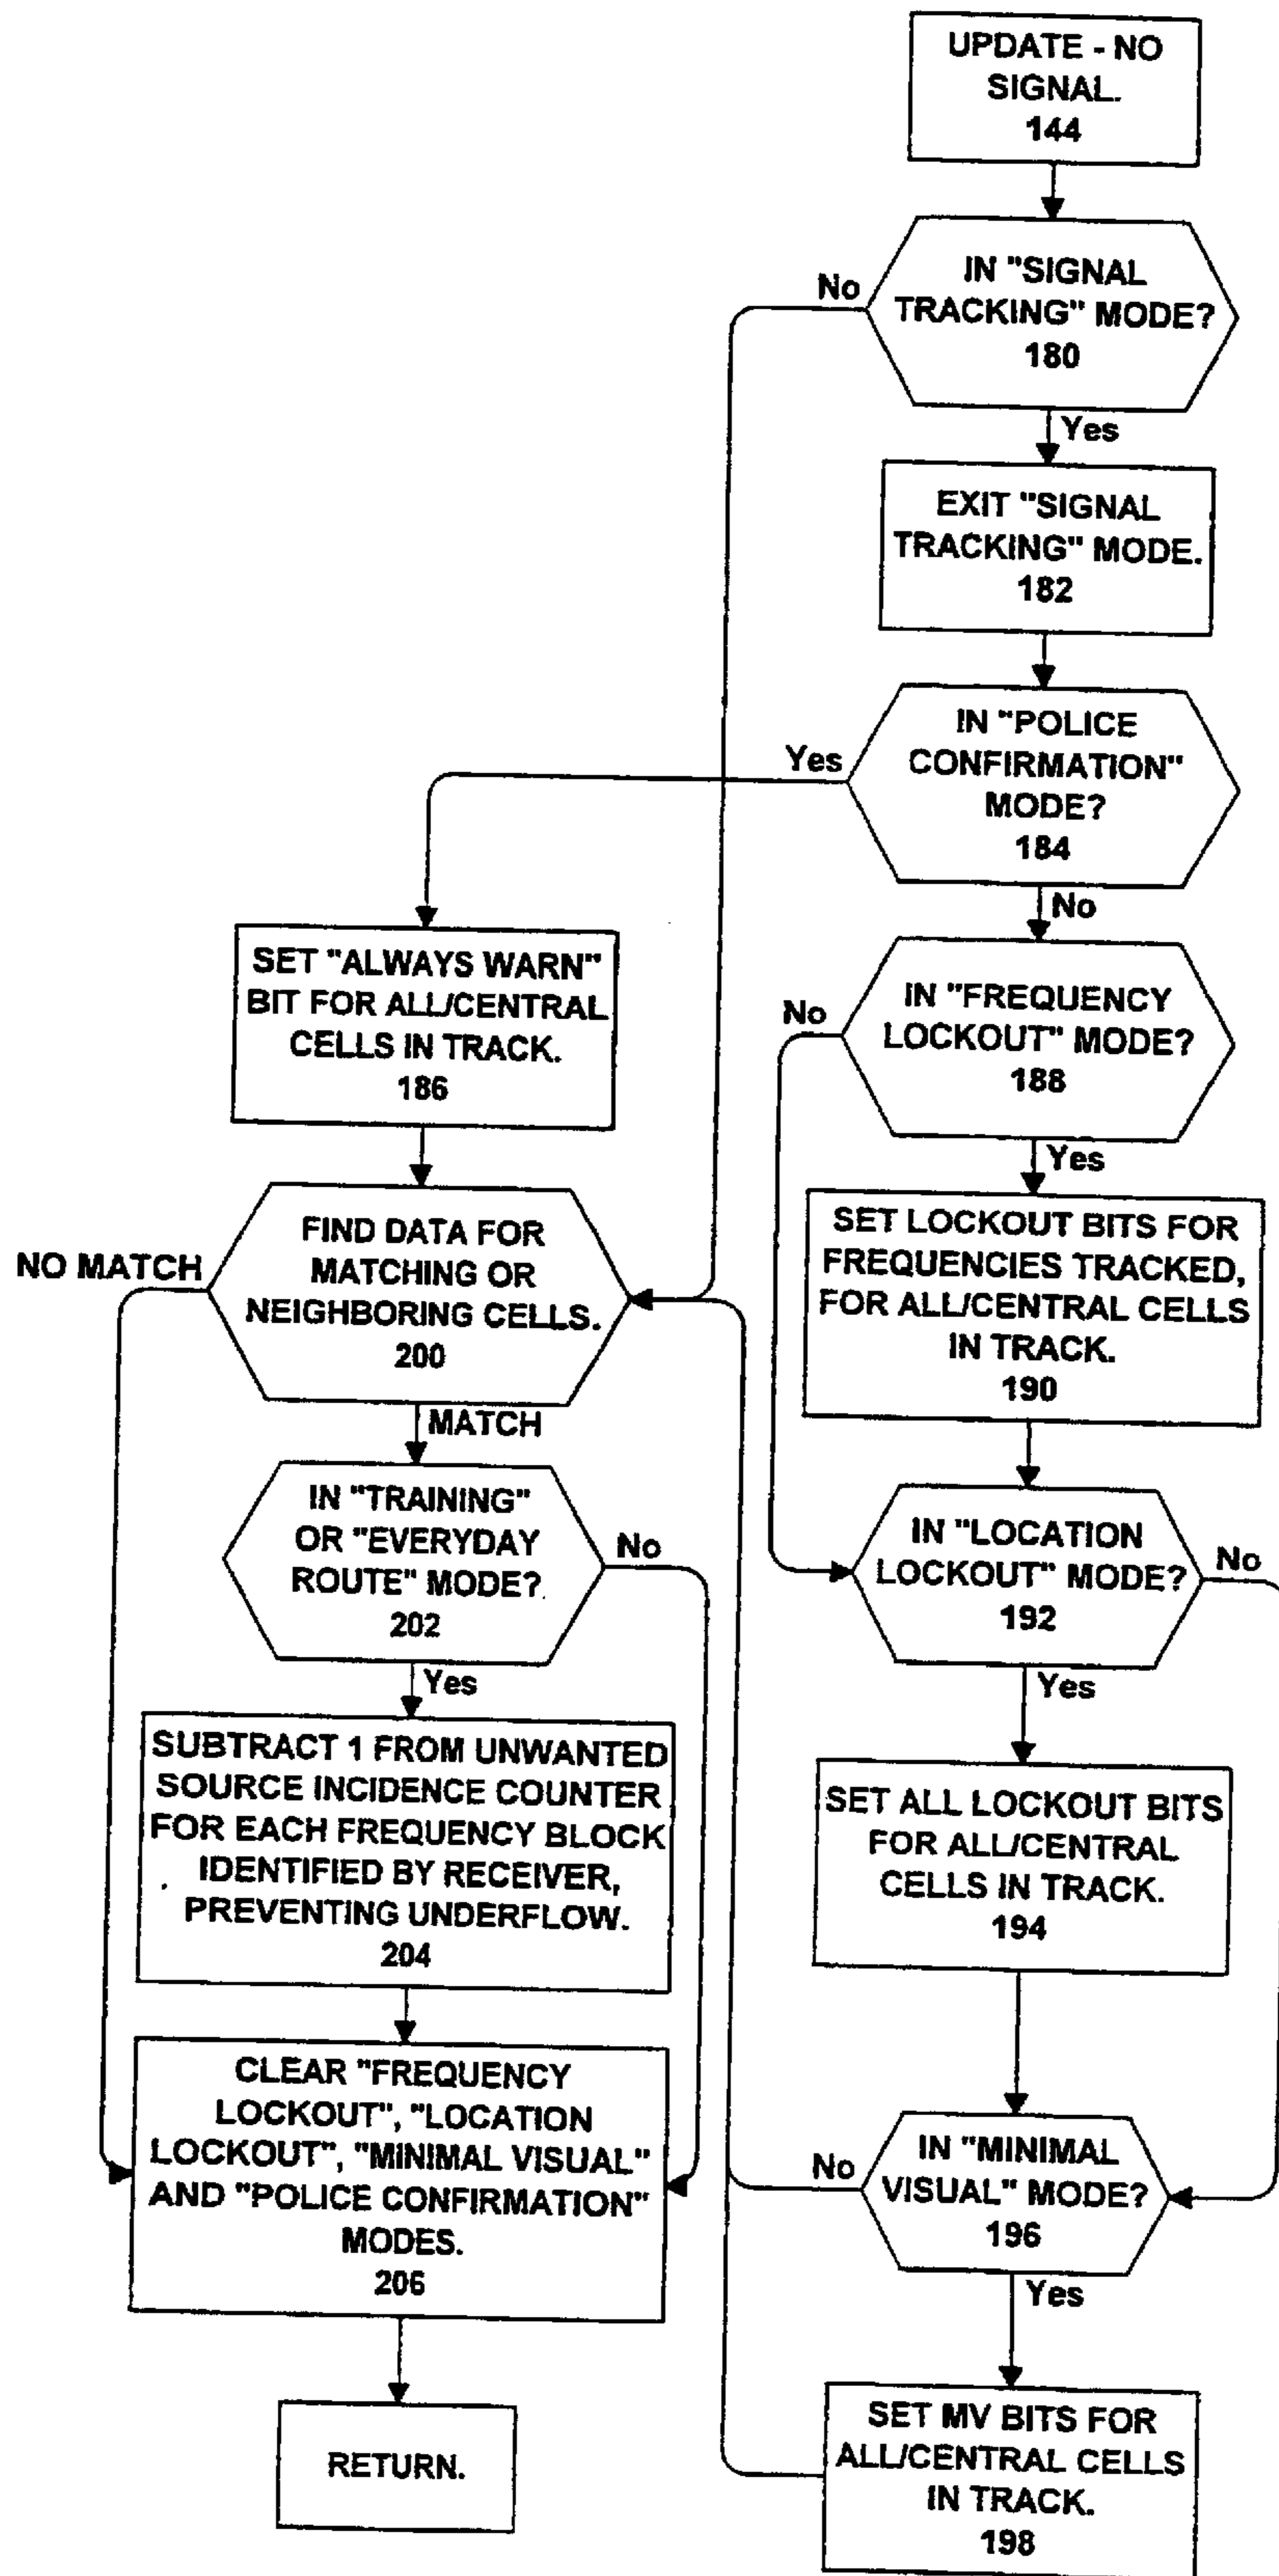 UPDATE - NO
SIGNAL.
144
IN "SIGNAL
TRACKING" MODE?
180
No
Yes
EXIT "SIGNAL
TRACKING" MODE.
182
IN "POLICE
CONFIRMATION"
MODE?
184
Yes
No
SET "ALWAYS WARN"
BIT FOR ALL/CENTRAL
CELLS IN TRACK.
186
IN "FREQUENCY
LOCKOUT" MODE?
188
No
Yes
SET LOCKOUT BITS FOR
FREQUENCIES TRACKED,
FOR ALL/CENTRAL CELLS
IN TRACK.
190
FIND DATA FOR
MATCHING OR
NEIGHBORING CELLS.
200
NO MATCH
MATCH
IN "TRAINING"
OR "EVERYDAY
ROUTE" MODE?
202
No
Yes
IN "LOCATION
LOCKOUT" MODE?
192
No
Yes
SUBTRACT 1 FROM UNWANTED
SOURCE INCIDENCE COUNTER
FOR EACH FREQUENCY BLOCK
IDENTIFIED BY RECEIVER,
PREVENTING UNDERFLOW.
204
SET ALL LOCKOUT BITS
FOR ALL/CENTRAL
CELLS IN TRACK.
194
CLEAR "FREQUENCY
LOCKOUT", "LOCATION
LOCKOUT", "MINIMAL VISUAL"
AND "POLICE CONFIRMATION"
MODES.
206
IN "MINIMAL
VISUAL" MODE?
196
No
Yes
RETURN.
SET MV BITS FOR
ALL/CENTRAL CELLS
IN TRACK.
198